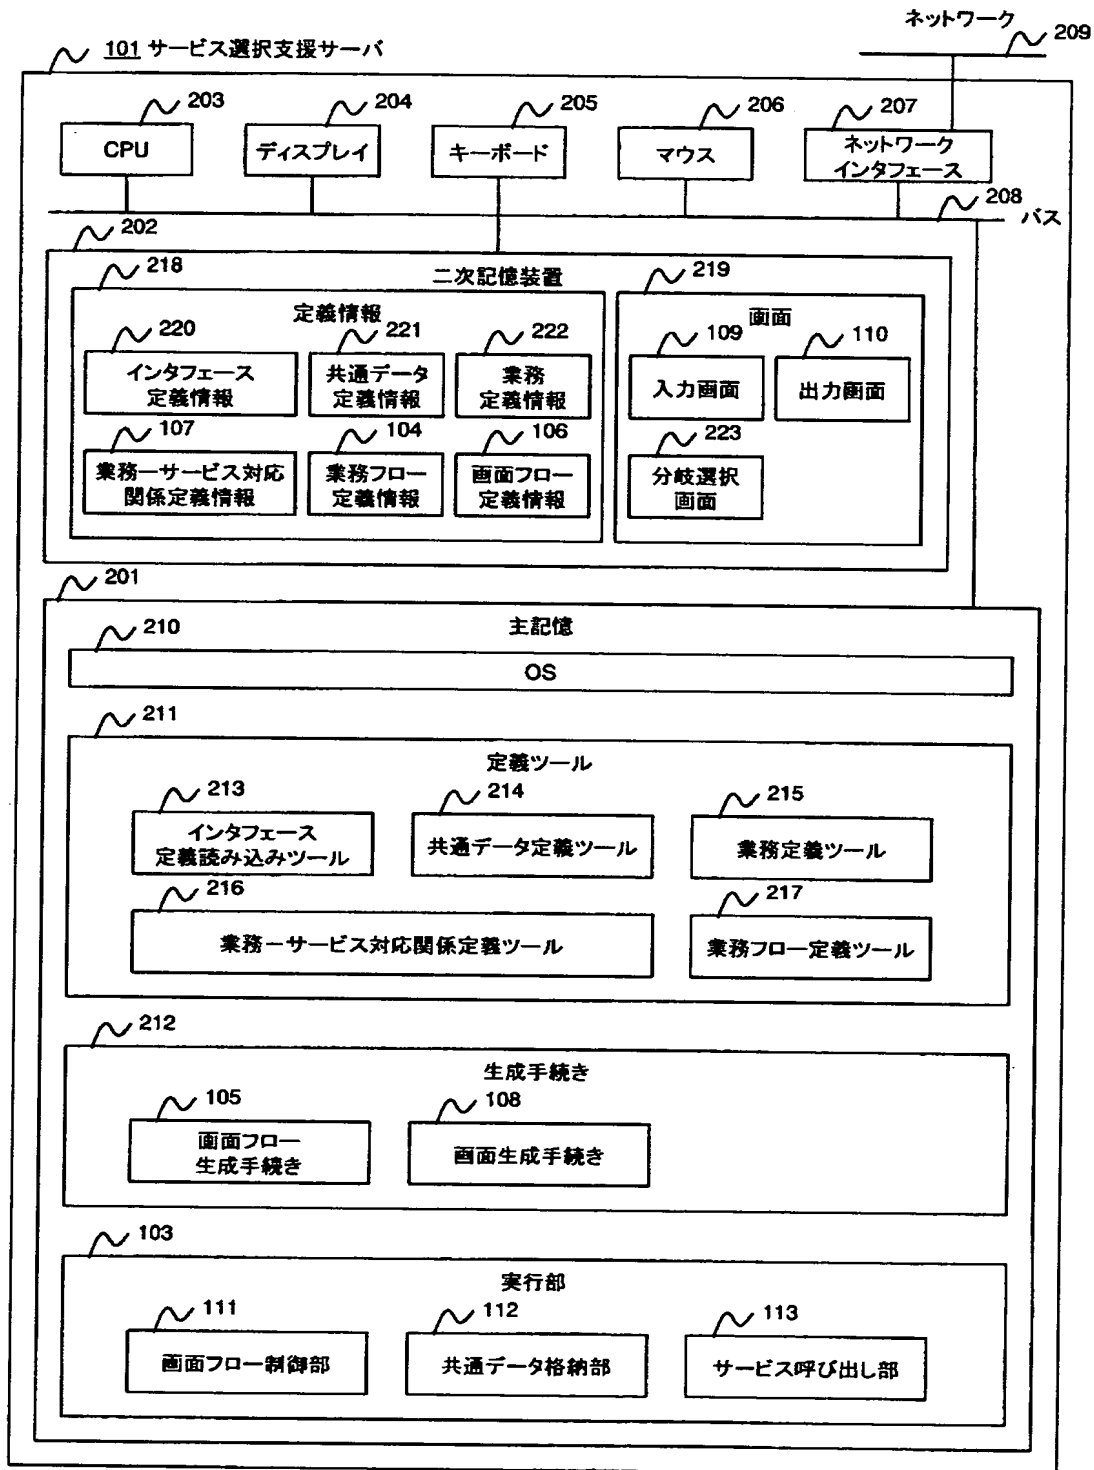 ネットワーク
209
101 サービス選択支援サーバ
203
204
205
206
207
CPU
ディスプレイ
キーボード
マウス
ネットワーク
インタフェース
208
バス
202
二次記憶装置
218
219
定義情報
画面
220
221
222
109
110
インタフェース
定義情報
共通データ
定義情報
業務
定義情報
入力画面
出力画面
107
104
106
223
業務ーサービス対応
関係定義情報
業務フロー
定義情報
画面フロー
定義情報
分岐選択
画面
201
主記憶
210
OS
211
定義ツール
213
214
215
インタフェース
定義読み込みツール
共通データ定義ツール
業務定義ツール
216
217
業務ーサービス対応関係定義ツール
業務フロー定義ツール
212
生成手続き
105
108
画面フロー
生成手続き
画面生成手続き
103
実行部
111
112
113
画面フロー制御部
共通データ格納部
サービス呼び出し部